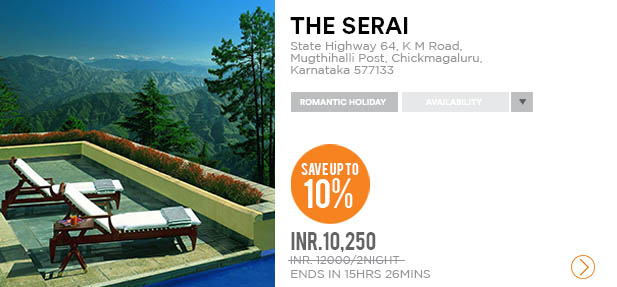 THE SERAI
State Highway 64, K M Road,
Mugthihalli Post, Chickmagaluru,
Karnataka 577133
ROMANTIC HOLIDAY
AVAILABILITY
SAVE UP TO
10%
INR.10,250
INR. 12000/2NIGHT
ENDS IN 15HRS 26MINS